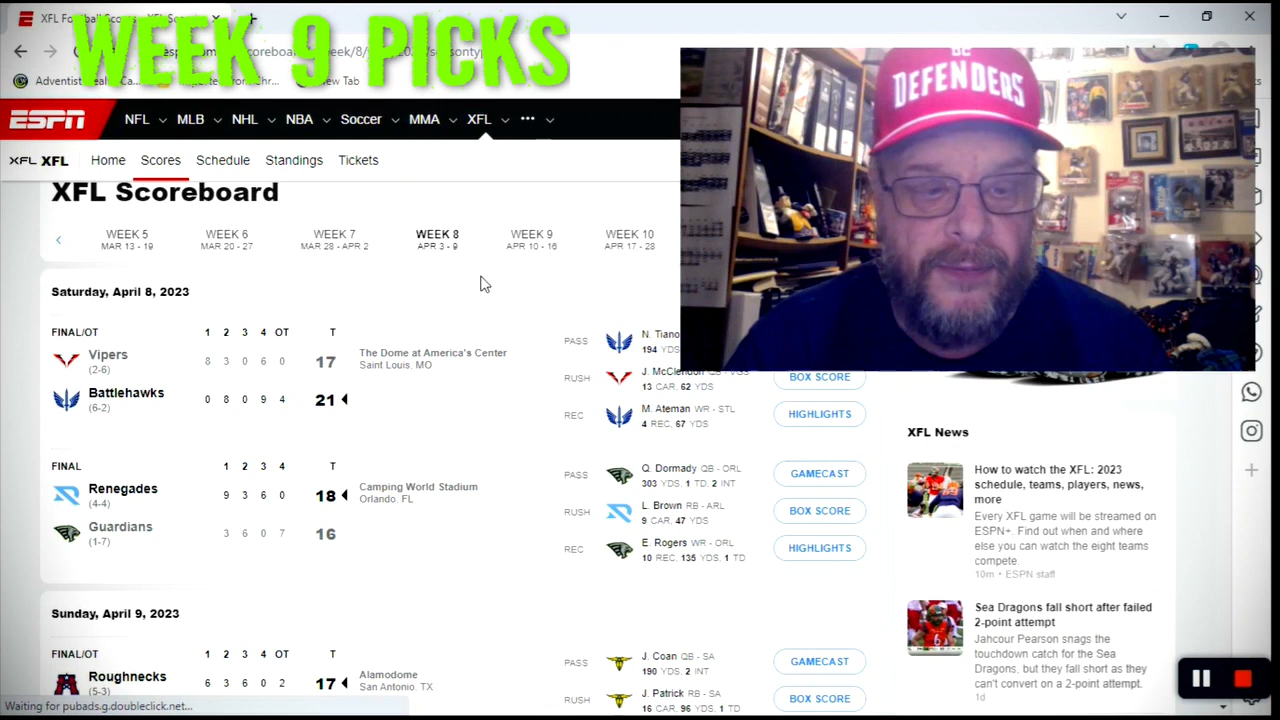 XFL Football Sco
WEEK 9 PICKS
Adventist Health Ca...
New Tab
ESPN
NFL MLB NHL NBA Soccer MMA XFL ...
XFL XFL Home Scores Schedule Standings Tickets
DC
DEFENDERS
XFL Scoreboard
WEEK 5 WEEK 6 WEEK 7 WEEK 8 WEEK 9 WEEK 10
MAR 13 - 19 MAR 20 - 27 MAR 28 - APR 2 APR 3 - 9 APR 10 - 16 APR 17 - 28
Saturday, April 8, 2023
FINAL/OT 1 2 3 4 OT T
Vipers 8 3 0 6 0 17
(2-6)
The Dome at America's Center
Saint Louis, MO
Battlehawks 0 8 0 9 4 21
(6-2)
PASS N. Tiano
194 YDS
RUSH J. McClendon QB - VGS
13 CAR, 62 YDS
BOX SCORE
REC M. Ateman WR - STL
4 REC, 67 YDS
HIGHLIGHTS
FINAL 1 2 3 4 T
Renegades 9 3 6 0 18
(4-4)
Camping World Stadium
Orlando, FL
Guardians 3 6 0 7 16
(1-7)
PASS Q. Dormady QB - ORL
303 YDS, 1 TD, 2 INT
GAMECAST
RUSH L. Brown RB - ARL
9 CAR, 47 YDS
BOX SCORE
REC E. Rogers WR - ORL
10 REC, 135 YDS, 1 TD
HIGHLIGHTS
Sunday, April 9, 2023
FINAL/OT 1 2 3 4 OT T
Roughnecks 6 3 6 0 2 17
(5-3)
Alamodome
San Antonio, TX
PASS J. Coan QB - SA
190 YDS, 2 INT
GAMECAST
RUSH J. Patrick RB - SA
16 CAR, 96 YDS, 1 TD
BOX SCORE
XFL News
How to watch the XFL: 2023
schedule, teams, players, news,
more
Every XFL game will be streamed on
ESPN+. Find out when and where
else you can watch the eight teams
compete.
10m • ESPN staff
Sea Dragons fall short after failed
2-point attempt
Jahcour Pearson snags the
touchdown catch for the Sea
Dragons, but they fall short as they
can't convert on a 2-point attempt.
1d
Waiting for pubads.g.doubleclick.net...